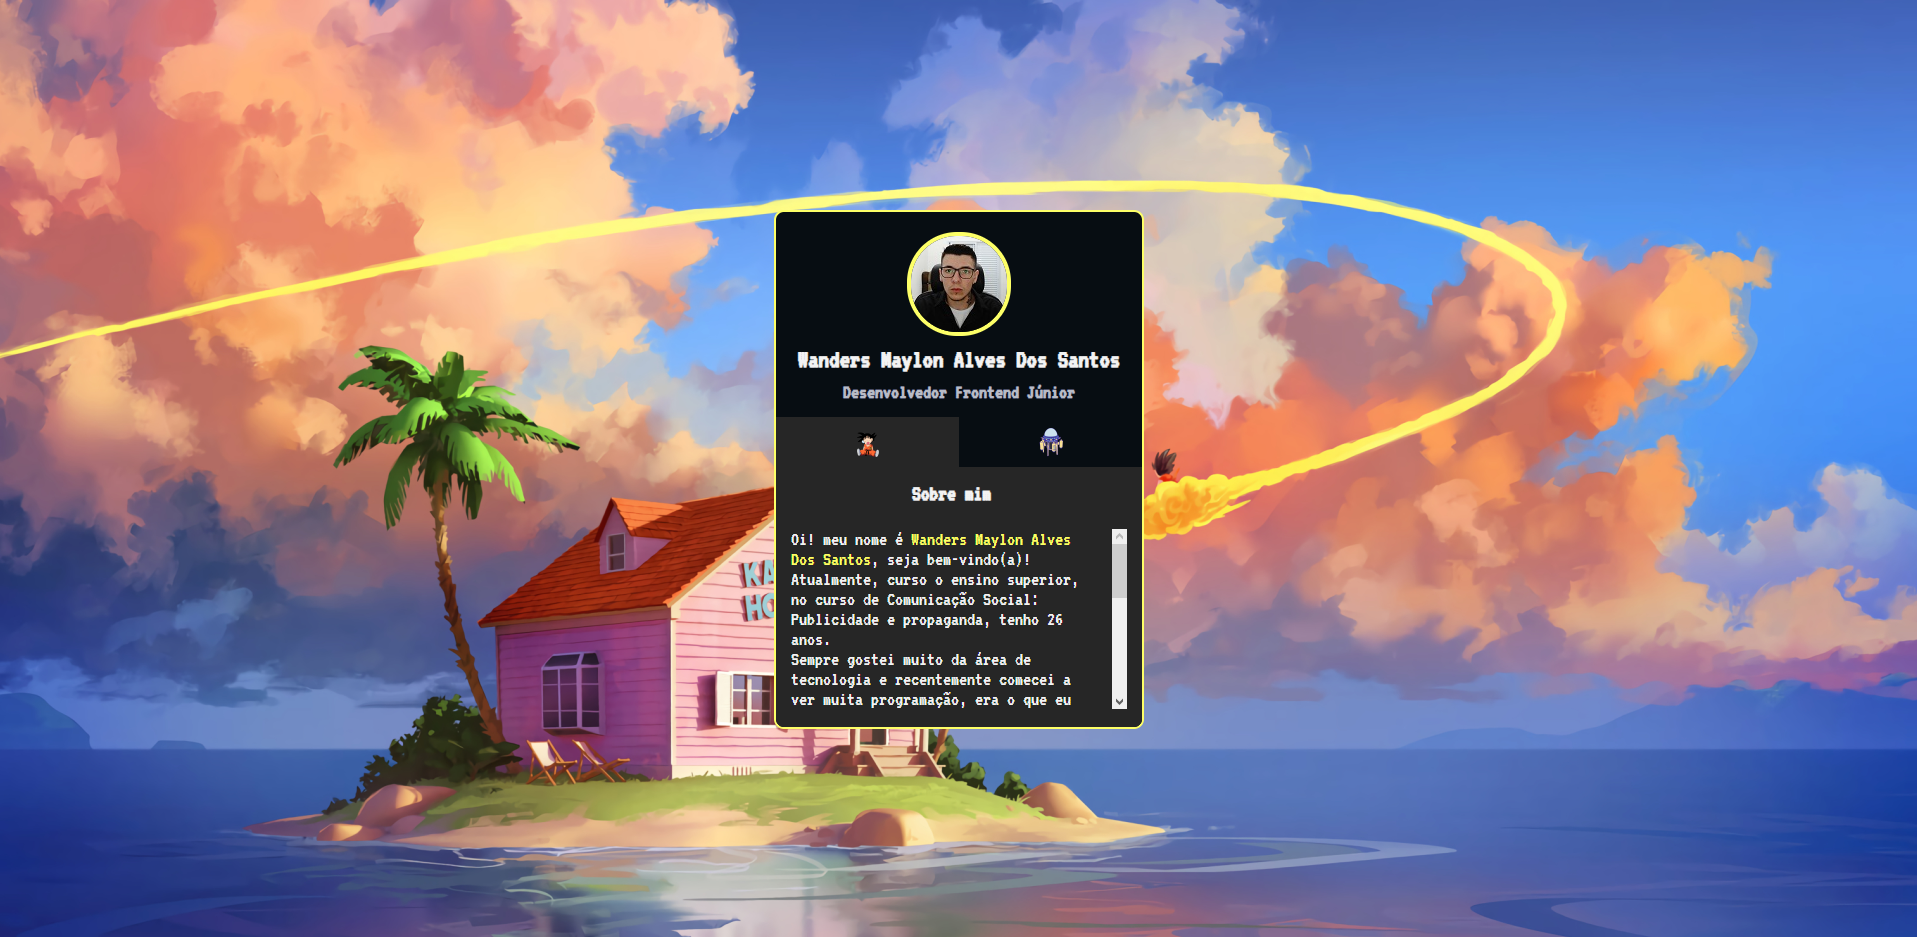 Wanders Maylon Alves Dos Santos
Desenvolvedor Frontend Júnior
Sobre mim
Oi! meu nome é Wanders Maylon Alves
Dos Santos, seja bem-vindo(a)!
Atualmente, curso o ensino superior,
no curso de Comunicação Social:
Publicidade e propaganda, tenho 26
anos.
Sempre gostei muito da área de
tecnologia e recentemente comecei a
ver muita programação, era o que eu
KA
HO